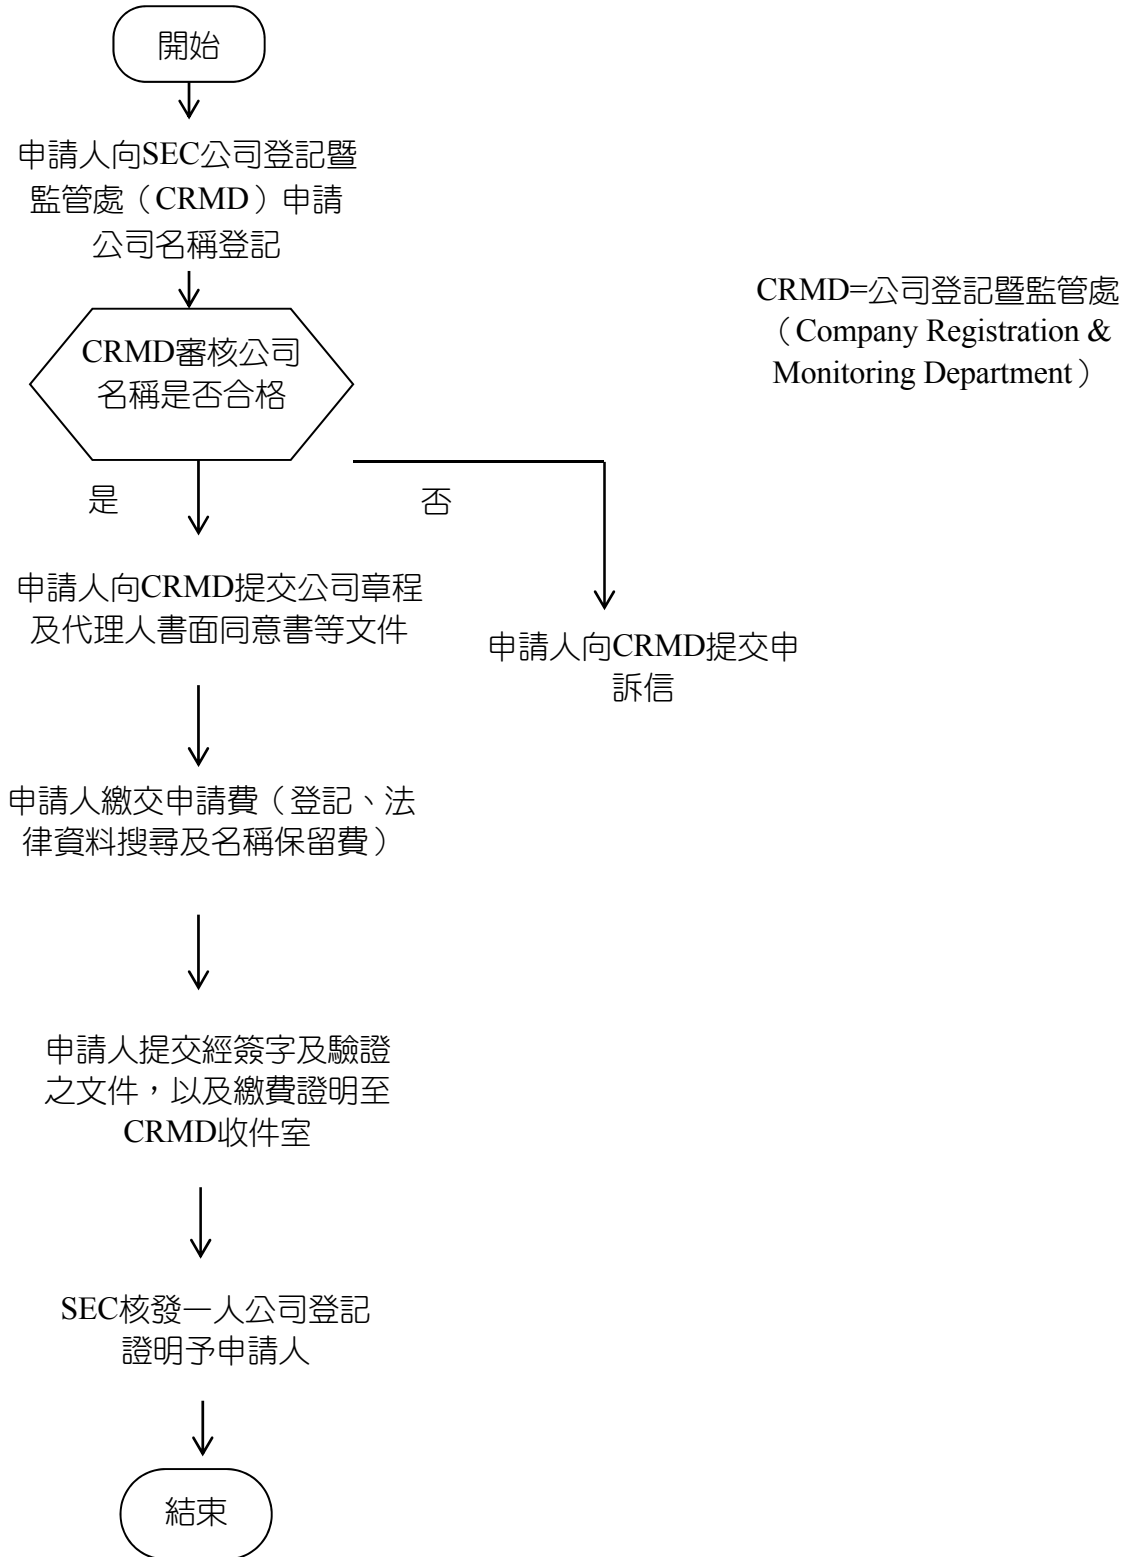 開始
申請人向SEC公司登記暨
監管處（CRMD）申請
公司名稱登記
CRMD=公司登記暨監管處
（Company Registration &
Monitoring Department）
CRMD審核公司
名稱是否合格
是
否
申請人向CRMD提交公司章程
及代理人書面同意書等文件
申請人向CRMD提交申
訴信
申請人繳交申請費（登記、法
律資料搜尋及名稱保留費）
申請人提交經簽字及驗證
之文件，以及繳費證明至
CRMD收件室
SEC核發一人公司登記
證明予申請人
結束